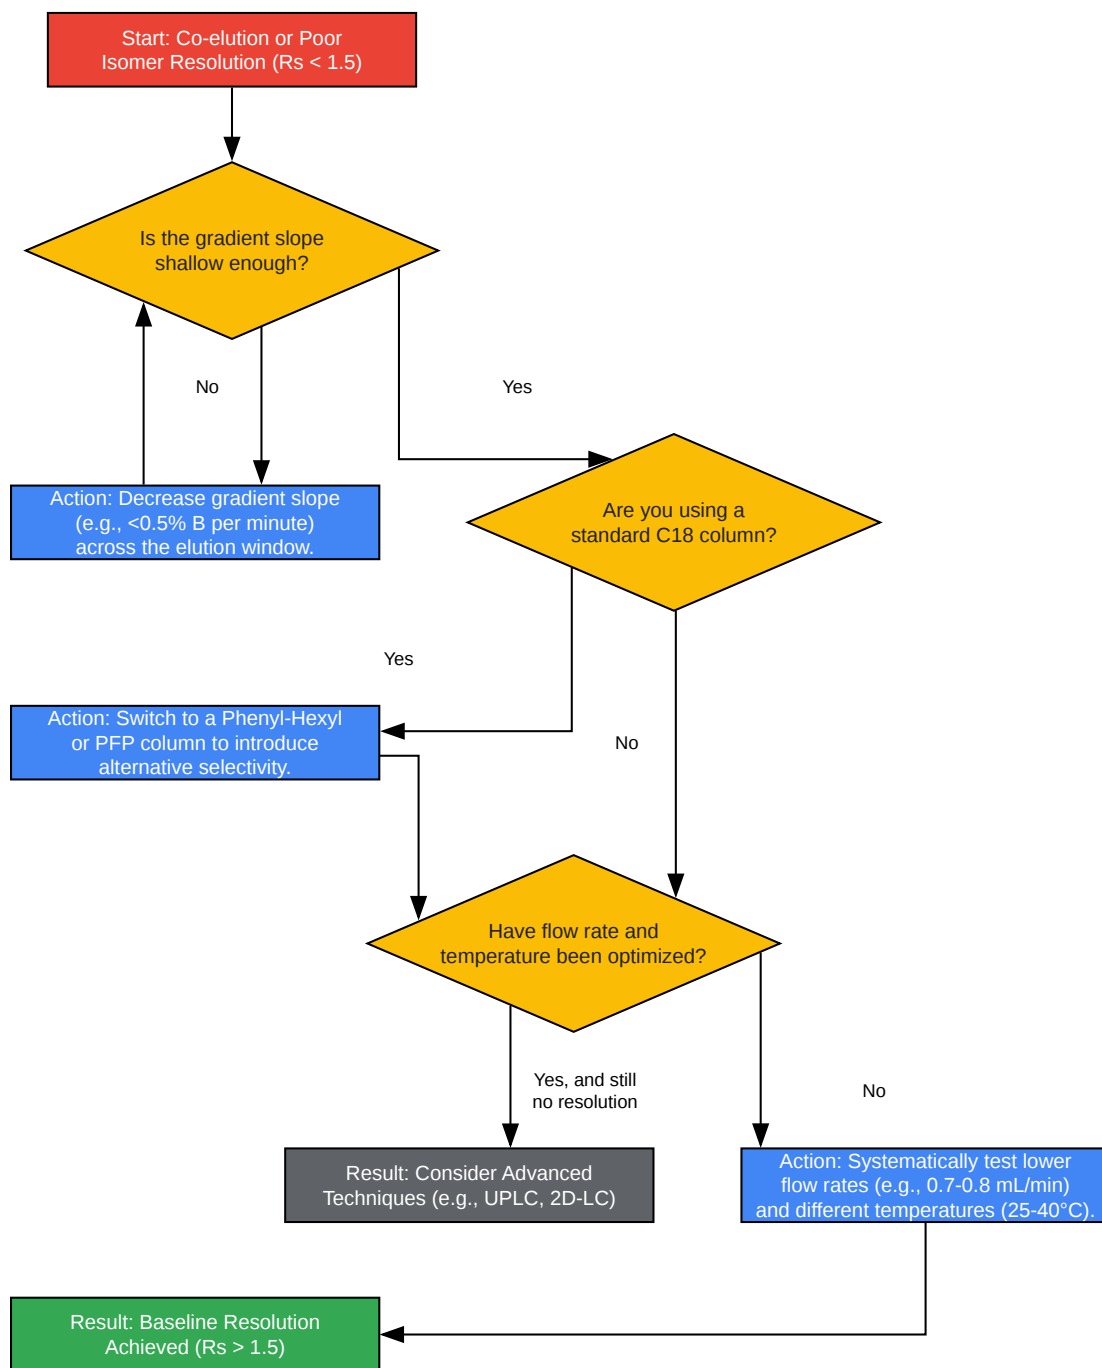 Start: Co-elution or Poor
Isomer Resolution (Rs < 1.5)
Is the gradient slope
shallow enough?
No
Yes
Action: Decrease gradient slope
(e.g., <0.5% B per minute)
across the elution window.
Are you using a
standard C18 column?
Yes
No
Action: Switch to a Phenyl-Hexyl
or PFP column to introduce
alternative selectivity.
Have flow rate and
temperature been optimized?
Yes, and still
no resolution
No
Result: Consider Advanced
Techniques (e.g., UPLC, 2D-LC)
Action: Systematically test lower
flow rates (e.g., 0.7-0.8 mL/min)
and different temperatures (25-40°C).
Result: Baseline Resolution
Achieved (Rs > 1.5)